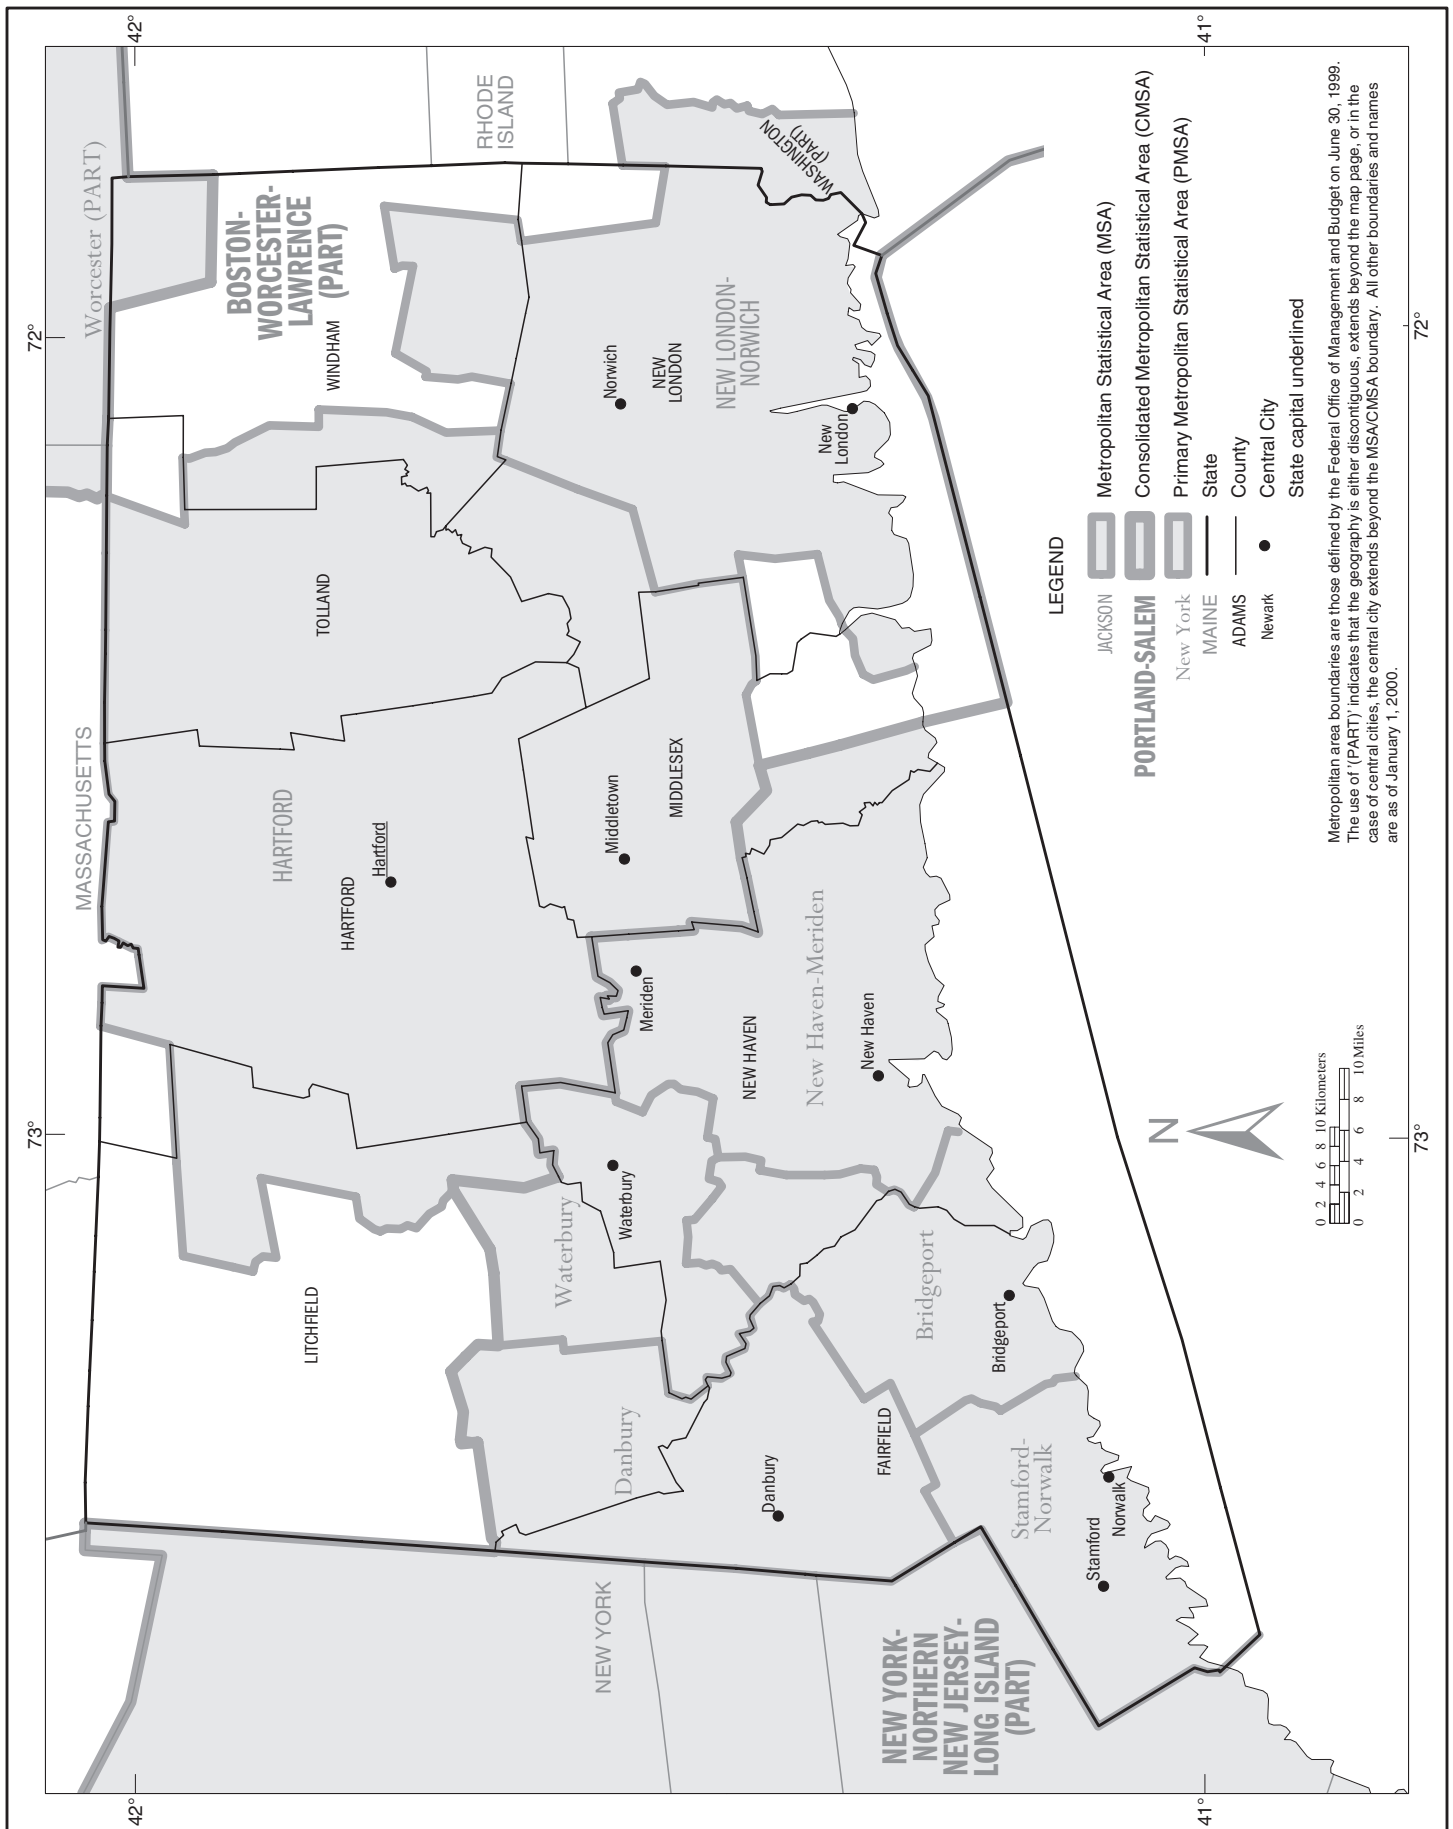 73°
72°
42°
42°
MASSACHUSETTS
Worcester (PART)
BOSTON-
WORCESTER-
LAWRENCE
(PART)
RHODE
ISLAND
WINDHAM
TOLLAND
HARTFORD
HARTFORD
Hartford
LITCHFIELD
Norwich
NEW
LONDON
NEW LONDON-
NORWICH
WASHINGTON
(PART)
New
London
Middletown
MIDDLESEX
Meriden
NEW HAVEN
New Haven-Meriden
New Haven
Waterbury
Waterbury
Danbury
Danbury
FAIRFIELD
Bridgeport
Bridgeport
Stamford-
Norwalk
Stamford
Norwalk
NEW YORK
NEW YORK-
NORTHERN
NEW JERSEY-
LONG ISLAND
(PART)
41°
41°
73°
72°
N
0 2 4 6 8 10 Kilometers
0 2 4 6 8 10 Miles
LEGEND
JACKSON Metropolitan Statistical Area (MSA)
PORTLAND-SALEM Consolidated Metropolitan Statistical Area (CMSA)
New York Primary Metropolitan Statistical Area (PMSA)
MAINE State
ADAMS County
Newark Central City
State capital underlined
Metropolitan area boundaries are those defined by the Federal Office of Management and Budget on June 30, 1999.
The use of '(PART)' indicates that the geography is either discontiguous, extends beyond the map page, or in the
case of central cities, the central city extends beyond the MSA/CMSA boundary. All other boundaries and names
are as of January 1, 2000.